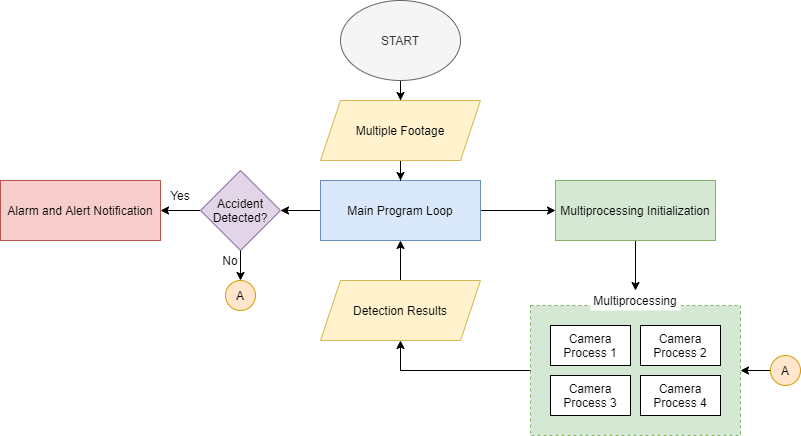 START
Multiple Footage
Alarm and Alert Notification
Yes
Accident
Detected?
Main Program Loop
Multiprocessing Initialization
No
A
Detection Results
Multiprocessing
Camera
Process 1
Camera
Process 2
A
Camera
Process 3
Camera
Process 4